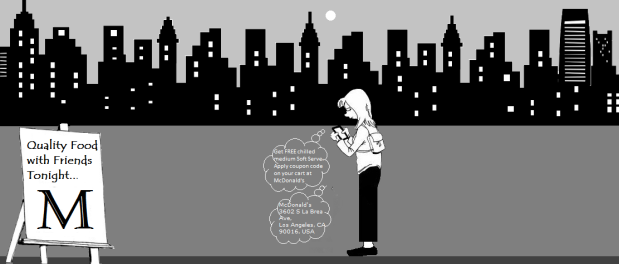 Quality Food
with Friends
Tonight...
M
Get FREE chilled
medium Soft Serve.
Apply coupon code
on your cart at
McDonald's
McDonald's
3602 S La Brea
Ave,
Los Angeles, CA
90016, USA